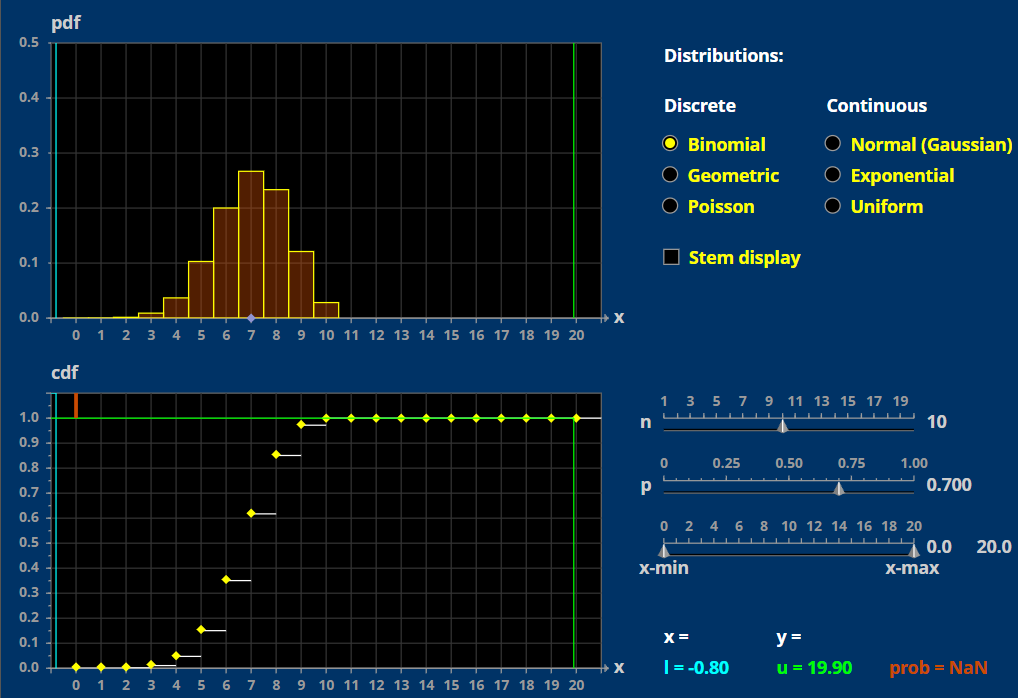 pdf
0.5
0.4
0.3
0.2
0.1
0.0
0 1 2 3 4 5 6 7 8 9 10 11 12 13 14 15 16 17 18 19 20 x
Distributions:
Discrete Continuous
Binomial Normal (Gaussian)
Geometric Exponential
Poisson Uniform
Stem display
cdf
1.0
0.9
0.8
0.7
0.6
0.5
0.4
0.3
0.2
0.1
0.0
0 1 2 3 4 5 6 7 8 9 10 11 12 13 14 15 16 17 18 19 20 x
1 3 5 7 9 11 13 15 17 19
n 10
0 0.25 0.50 0.75 1.00
p 0.700
0 2 4 6 8 10 12 14 16 18 20
0.0 20.0
x-min x-max
x = y =
l = -0.80 u = 19.90 prob = NaN